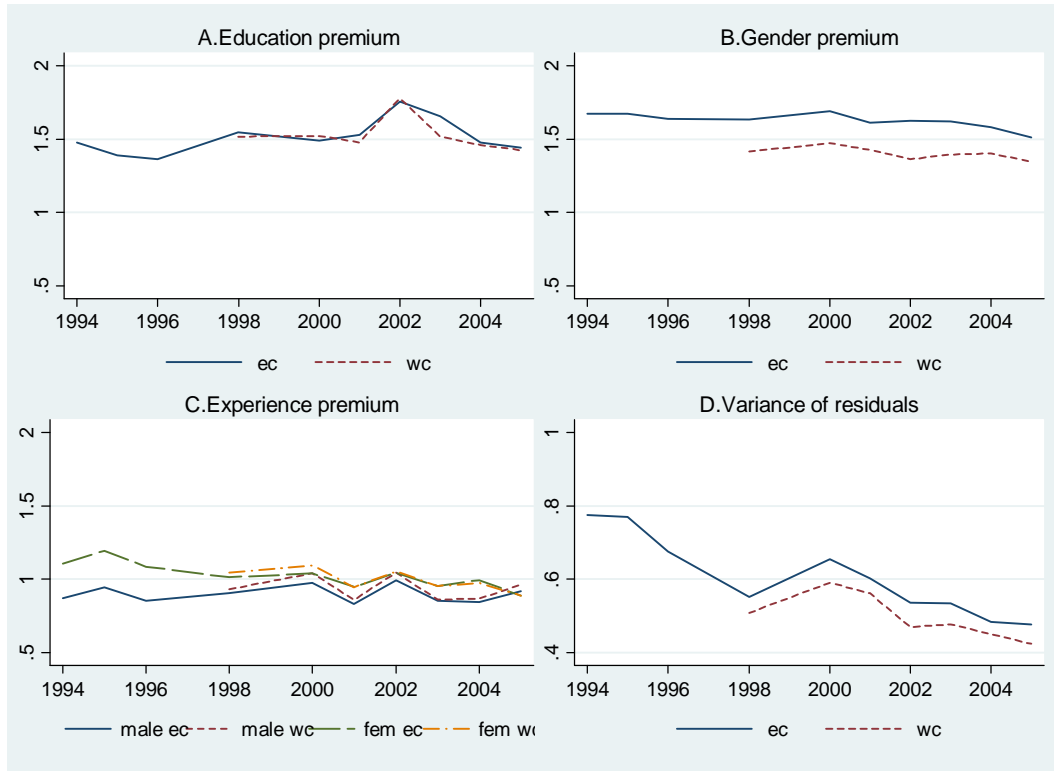 A.Education premium
2
1.5
1
.5
1994 1996 1998 2000 2002 2004
ec wc
B.Gender premium
2
1.5
1
.5
1994 1996 1998 2000 2002 2004
ec wc
C.Experience premium
2
1.5
1
.5
1994 1996 1998 2000 2002 2004
male ec male wc fem ec fem wc
D.Variance of residuals
1
.8
.6
.4
1994 1996 1998 2000 2002 2004
ec wc